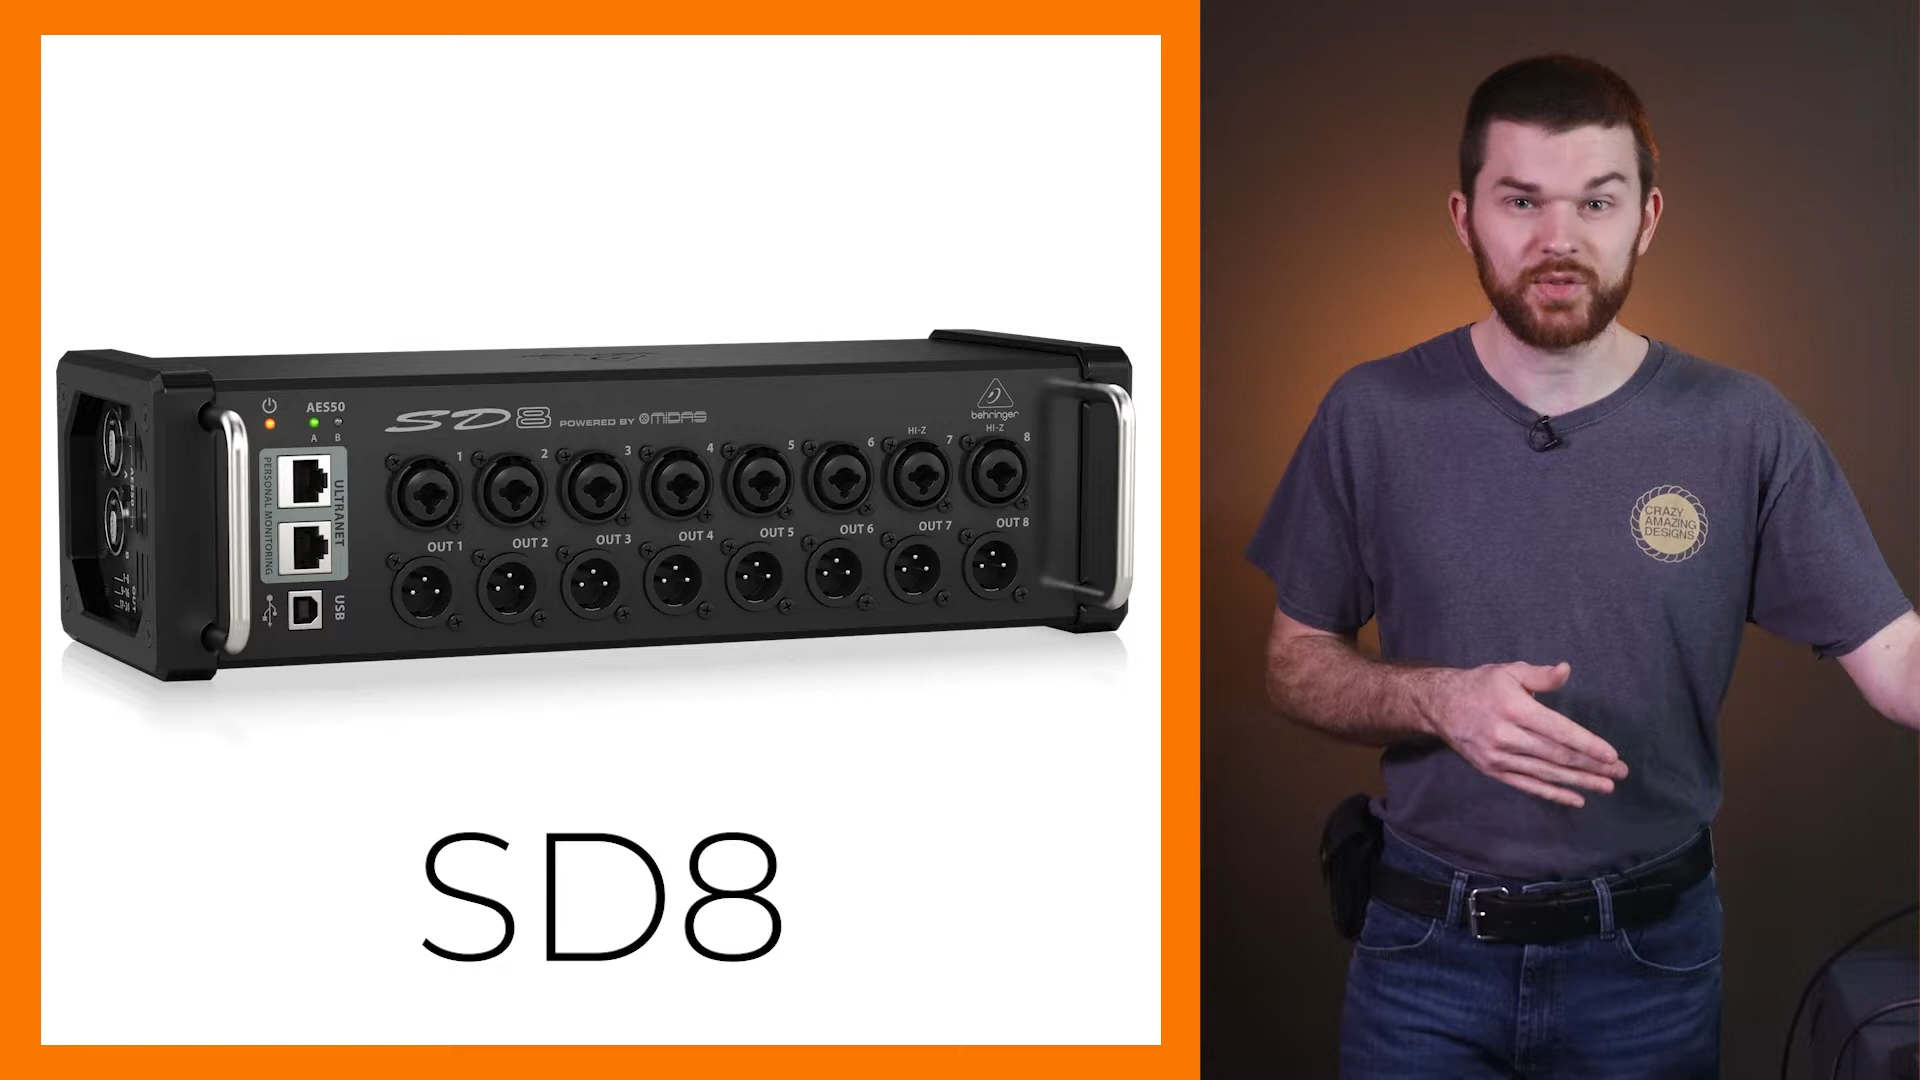 AES50
A B
SD8 POWERED BY MIDAS
behringer
HI-Z
HI-Z
1 2 3 4 5 6 7 8
PERSONAL MONITORING
ULTRANET
OUT 1 OUT 2 OUT 3 OUT 4 OUT 5 OUT 6 OUT 7 OUT 8
USB
SD8
CRAZY
AMAZING
DESIGNS